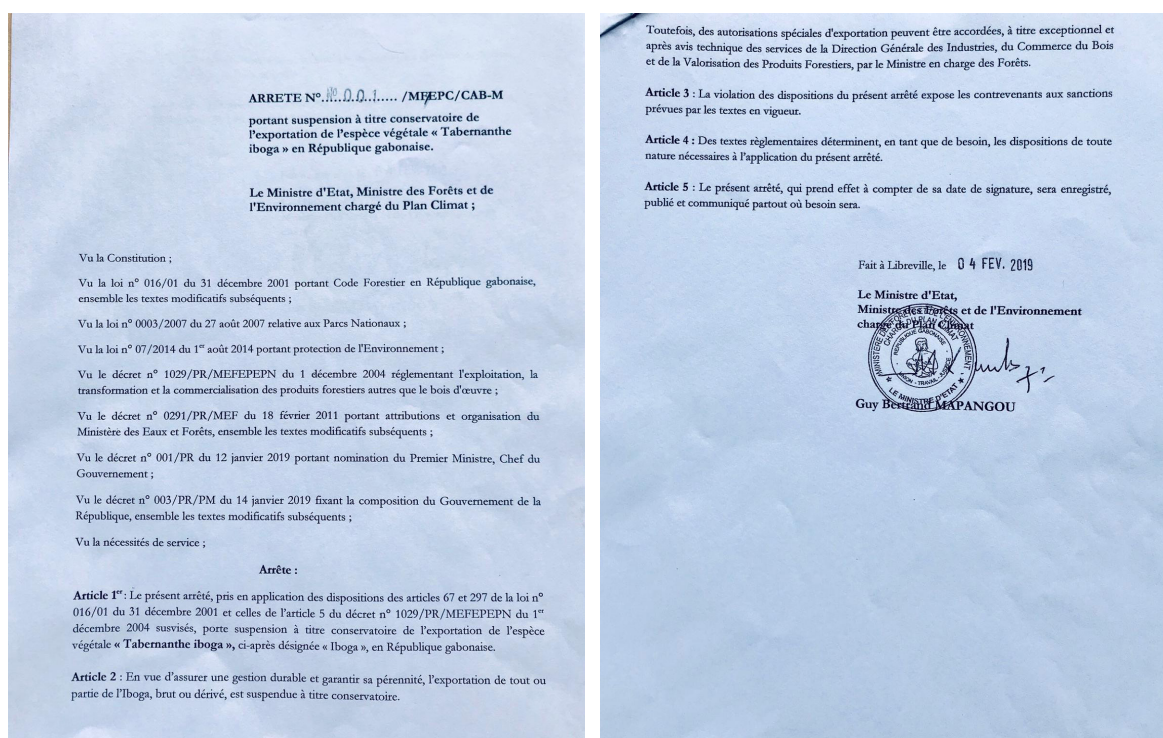 ARRETE N°...N° 0.0.1...... /MFEPC/CAB-M
portant suspension à titre conservatoire de
l'exportation de l'espèce végétale « Tabernanthe
iboga » en République gabonaise.
Le Ministre d'Etat, Ministre des Forêts et de
l'Environnement chargé du Plan Climat ;
Vu la Constitution ;
Vu la loi n° 016/01 du 31 décembre 2001 portant Code Forestier en République gabonaise,
ensemble les textes modificatifs subséquents ;
Vu la loi n° 0003/2007 du 27 août 2007 relative aux Parcs Nationaux ;
Vu la loi n° 07/2014 du 1er août 2014 portant protection de l'Environnement ;
Vu le décret n° 1029/PR/MEFEPEPN du 1 décembre 2004 réglementant l'exploitation, la
transformation et la commercialisation des produits forestiers autres que le bois d'œuvre ;
Vu le décret n° 0291/PR/MEF du 18 février 2011 portant attributions et organisation du
Ministère des Eaux et Forêts, ensemble les textes modificatifs subséquents ;
Vu le décret n° 001/PR du 12 janvier 2019 portant nomination du Premier Ministre, Chef du
Gouvernement ;
Vu le décret n° 003/PR/PM du 14 janvier 2019 fixant la composition du Gouvernement de la
République, ensemble les textes modificatifs subséquents ;
Vu la nécessités de service ;
Arrête :
Article 1er : Le présent arrêté, pris en application des dispositions des articles 67 et 297 de la loi n°
016/01 du 31 décembre 2001 et celles de l'article 5 du décret n° 1029/PR/MEFEPEPN du 1er
décembre 2004 susvisés, porte suspension à titre conservatoire de l'exportation de l'espèce
végétale « Tabernanthe iboga », ci-après désignée « Iboga », en République gabonaise.
Article 2 : En vue d'assurer une gestion durable et garantir sa pérennité, l'exportation de tout ou
partie de l'Iboga, brut ou dérivé, est suspendue à titre conservatoire.
Toutefois, des autorisations spéciales d'exportation peuvent être accordées, à titre exceptionnel et
après avis technique des services de la Direction Générale des Industries, du Commerce du Bois
et de la Valorisation des Produits Forestiers, par le Ministre en charge des Forêts.
Article 3 : La violation des dispositions du présent arrêté expose les contrevenants aux sanctions
prévues par les textes en vigueur.
Article 4 : Des textes règlementaires déterminent, en tant que de besoin, les dispositions de toute
nature nécessaires à l'application du présent arrêté.
Article 5 : Le présent arrêté, qui prend effet à compter de sa date de signature, sera enregistré,
publié et communiqué partout où besoin sera.
Fait à Libreville, le 04 FEV. 2019
Le Ministre d'Etat,
Ministre des Forêts et de l'Environnement
chargé du Plan Climat
REPUBLIQUE GABONAISE
UNION - TRAVAIL - JUSTICE
LE MINISTRE D'ETAT
Guy Bertrand MAPANGOU